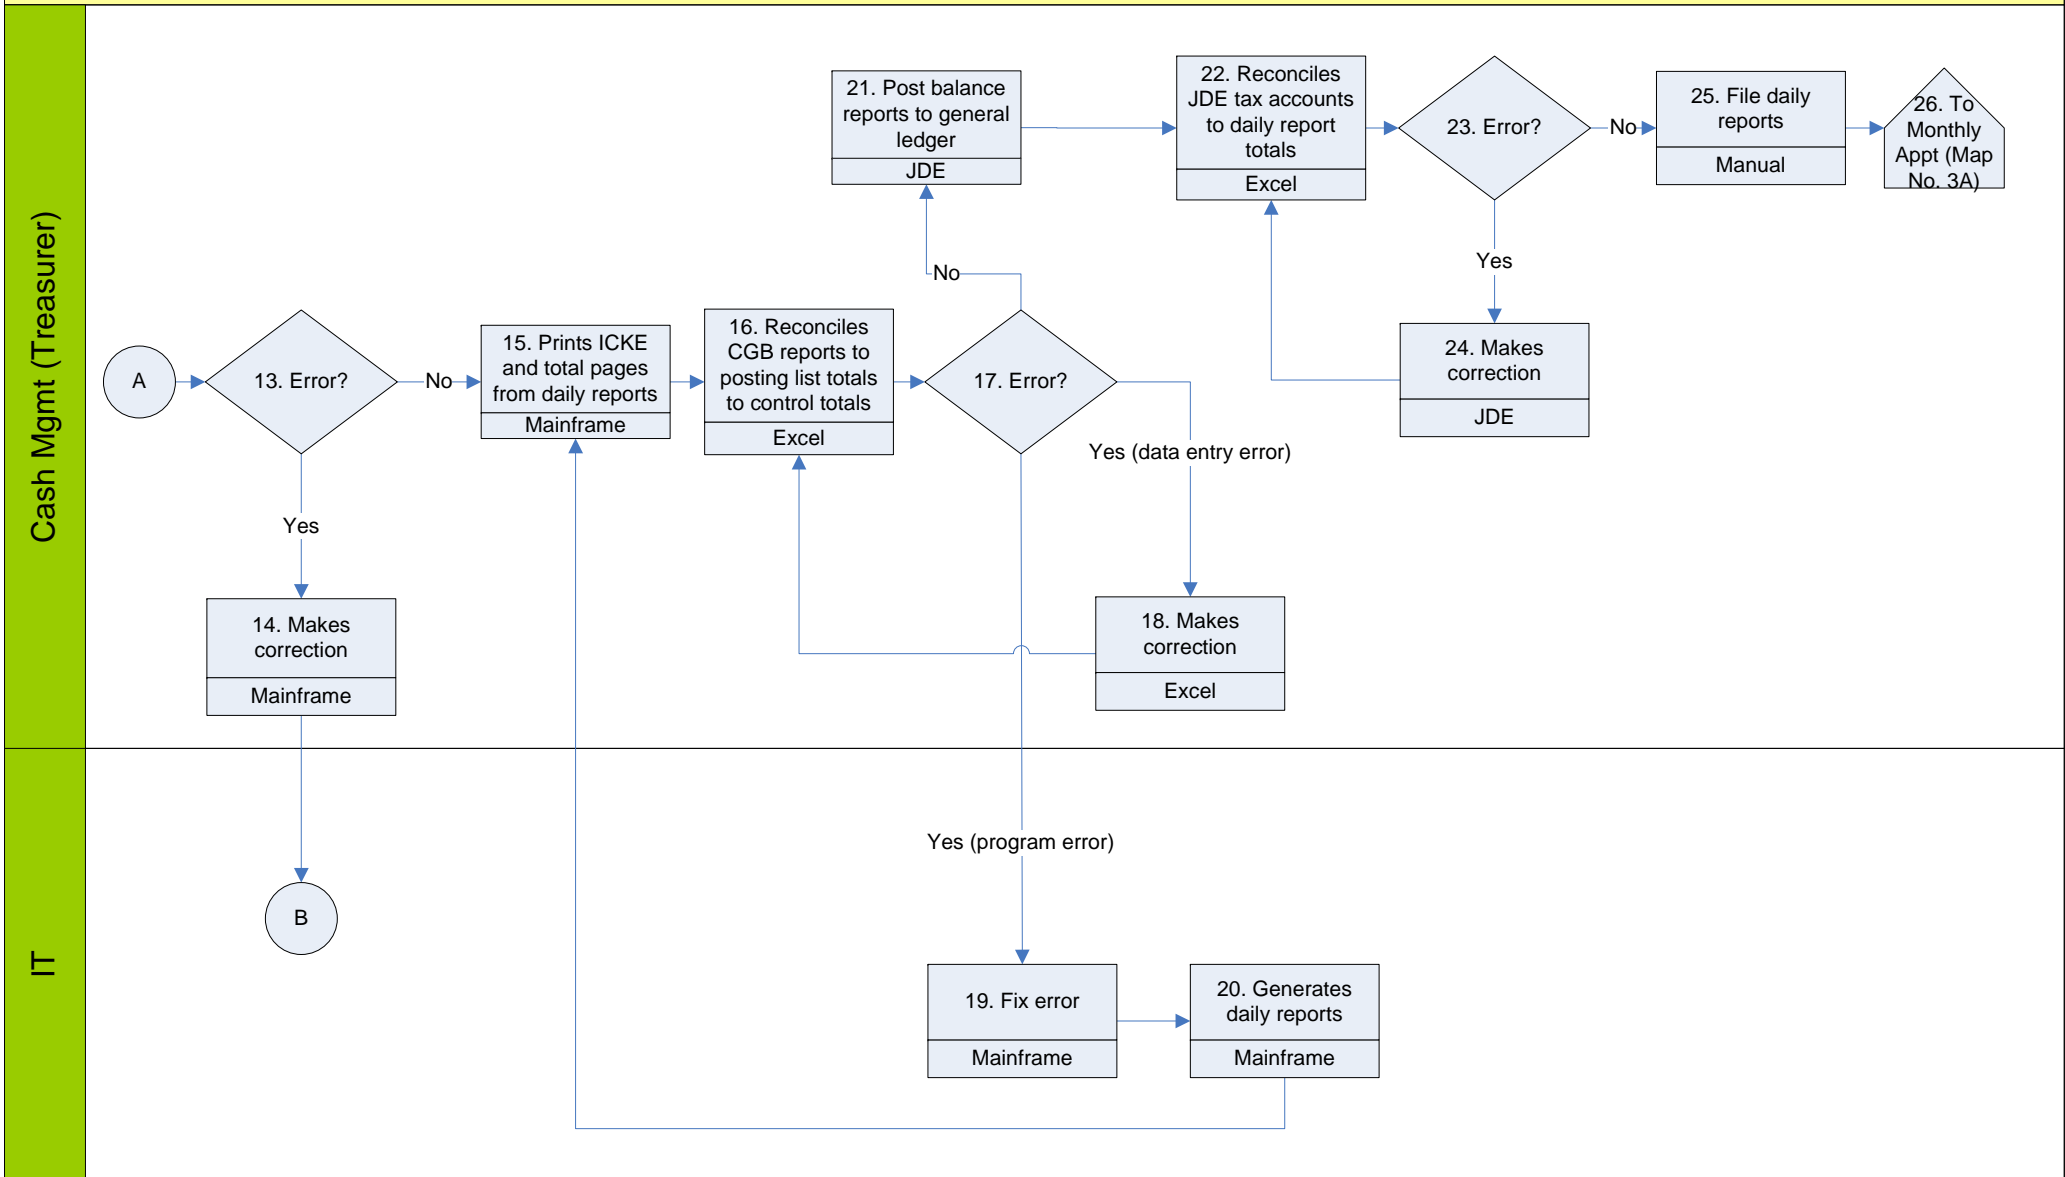 Cash Mgmt (Treasurer)
A
13. Error?
No
Yes
14. Makes
correction
Mainframe
15. Prints ICKE
and total pages
from daily reports
Mainframe
16. Reconciles
CGB reports to
posting list totals
to control totals
Excel
17. Error?
No
Yes (data entry error)
18. Makes
correction
Excel
21. Post balance
reports to general
ledger
JDE
22. Reconciles
JDE tax accounts
to daily report
totals
Excel
23. Error?
No
Yes
24. Makes
correction
JDE
25. File daily
reports
Manual
26. To
Monthly
Appt (Map
No. 3A)
IT
B
Yes (program error)
19. Fix error
Mainframe
20. Generates
daily reports
Mainframe